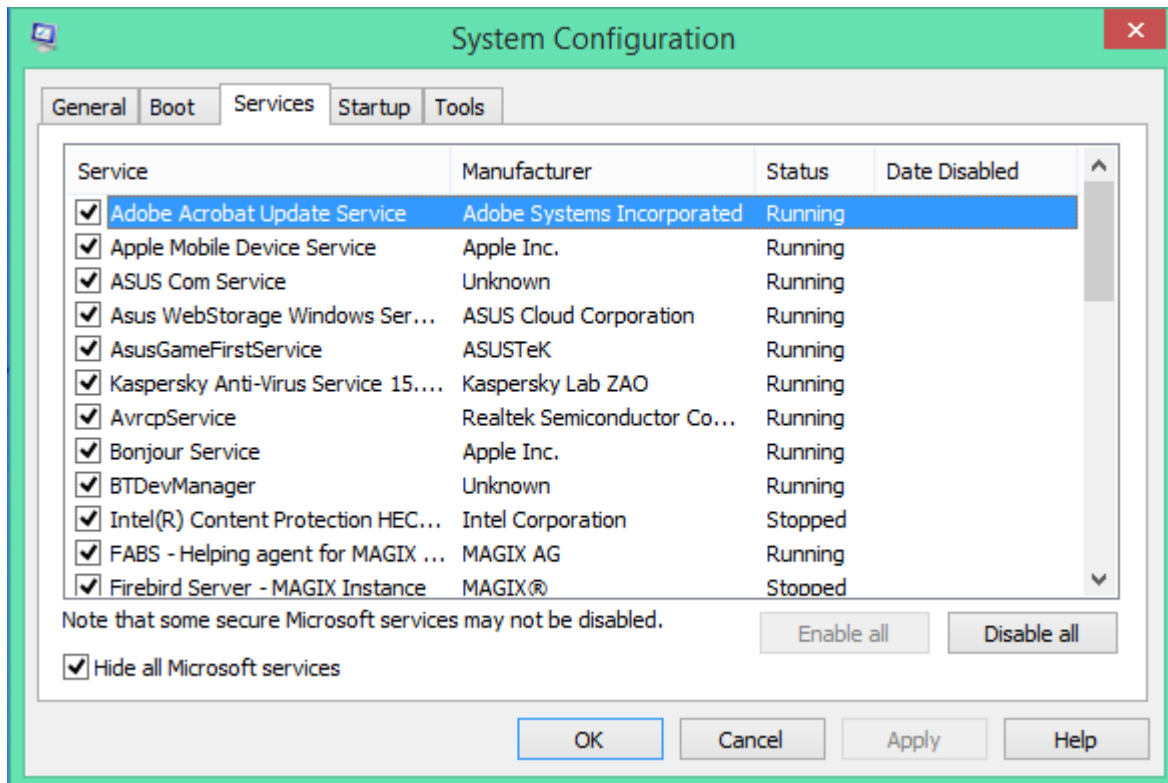 System Configuration
General Boot Services Startup Tools
Service Manufacturer Status Date Disabled
Adobe Acrobat Update Service Adobe Systems Incorporated Running
Apple Mobile Device Service Apple Inc. Running
ASUS Com Service Unknown Running
Asus WebStorage Windows Ser... ASUS Cloud Corporation Running
AsusGameFirstService ASUSTeK Running
Kaspersky Anti-Virus Service 15.... Kaspersky Lab ZAO Running
AvrcpService Realtek Semiconductor Co... Running
Bonjour Service Apple Inc. Running
BTDevManager Unknown Running
Intel(R) Content Protection HEC... Intel Corporation Stopped
FABS - Helping agent for MAGIX ... MAGIX AG Running
Firebird Server - MAGIX Instance MAGIX® Stopped
Note that some secure Microsoft services may not be disabled.
Enable all Disable all
Hide all Microsoft services
OK Cancel Apply Help